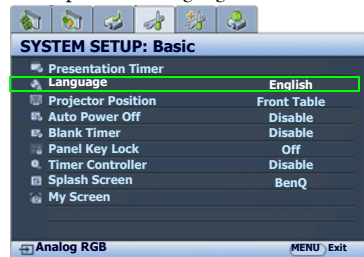 SYSTEM SETUP: Basic
Presentation Timer
Language English
Projector Position Front Table
Auto Power Off Disable
Blank Timer Disable
Panel Key Lock Off
Timer Controller Disable
Splash Screen BenQ
My Screen
Analog RGB MENU Exit